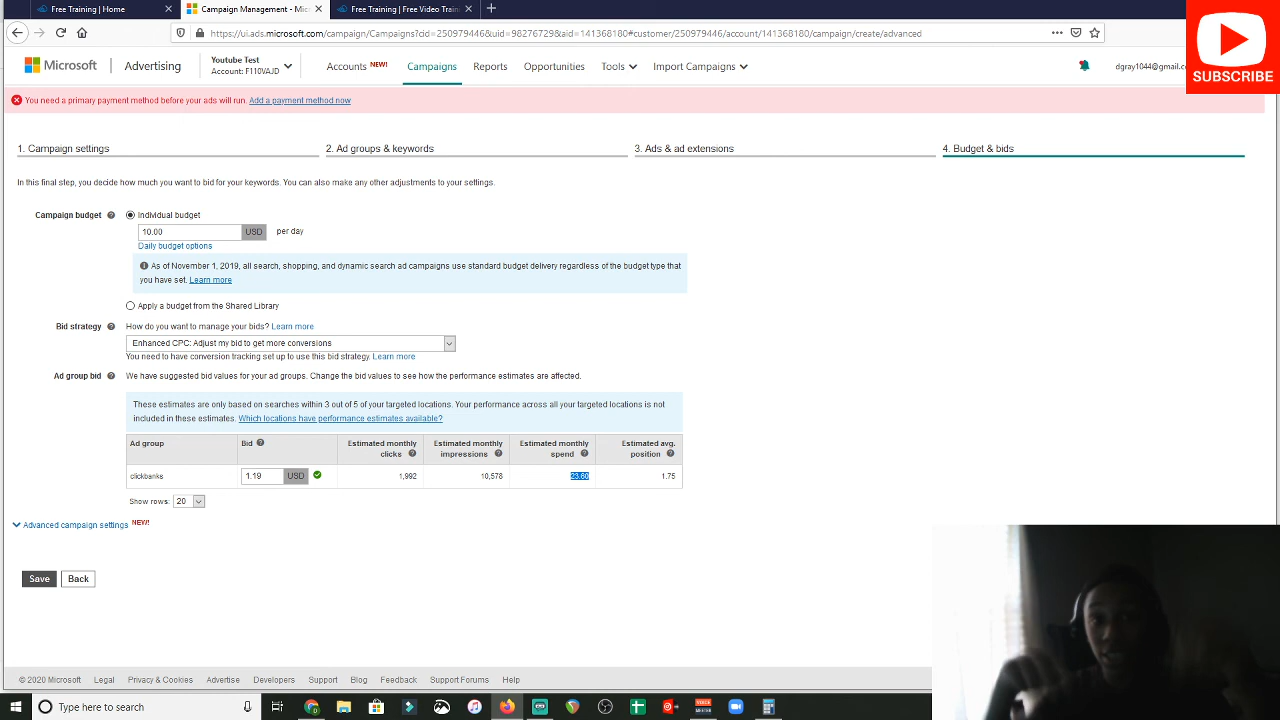 Free Training | Home
Campaign Management - Mic
Free Training | Free Video Train
https://ui.ads.microsoft.com/campaign/Campaigns?cid=250979446&uid=98276729&aid=141368180#customer/250979446/account/141368180/campaign/create/advanced
SUBSCRIBE
Microsoft
Advertising
Youtube Test
Account: F110VAJD
Accounts NEW!
Campaigns
Reports
Opportunities
Tools
Import Campaigns
dgray1044@gmail.c
You need a primary payment method before your ads will run. Add a payment method now
1. Campaign settings
2. Ad groups & keywords
3. Ads & ad extensions
4. Budget & bids
In this final step, you decide how much you want to bid for your keywords. You can also make any other adjustments to your settings.
Campaign budget
Individual budget
10.00 USD per day
Daily budget options
As of November 1, 2019, all search, shopping, and dynamic search ad campaigns use standard budget delivery regardless of the budget type that
you have set. Learn more
Apply a budget from the Shared Library
Bid strategy
How do you want to manage your bids? Learn more
Enhanced CPC: Adjust my bid to get more conversions
You need to have conversion tracking set up to use this bid strategy. Learn more
Ad group bid
We have suggested bid values for your ad groups. Change the bid values to see how the performance estimates are affected.
These estimates are only based on searches within 3 out of 5 of your targeted locations. Your performance across all your targeted locations is not
included in these estimates. Which locations have performance estimates available?
Ad group
Bid
Estimated monthly
clicks
Estimated monthly
impressions
Estimated monthly
spend
Estimated avg.
position
clickbanks
1.19 USD
1,992
10,578
23.60
1.75
Show rows: 20
Advanced campaign settings NEW!
Save
Back
© 2020 Microsoft
Legal
Privacy & Cookies
Advertise
Developers
Support
Blog
Feedback
Support Forums
Help
Type here to search